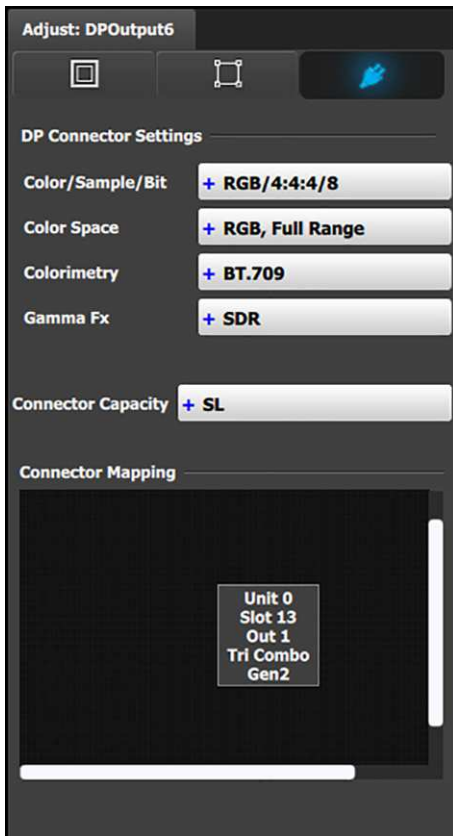 Adjust: DPOutput6
DP Connector Settings
Color/Sample/Bit + RGB/4:4:4/8
Color Space + RGB, Full Range
Colorimetry + BT.709
Gamma Fx + SDR
Connector Capacity + SL
Connector Mapping
Unit 0
Slot 13
Out 1
Tri Combo
Gen2